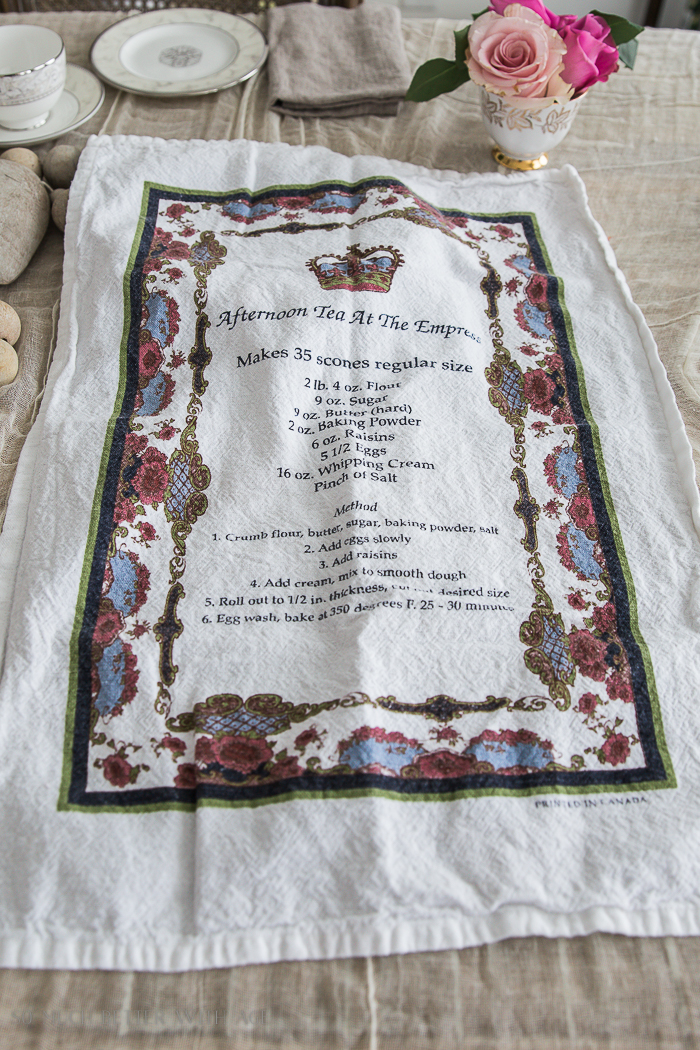 Afternoon Tea At The Empress
Makes 35 scones regular size
2 lb. 4 oz. Flour
9 oz. Sugar
9 oz. Butter (hard)
2 oz. Baking Powder
6 oz. Raisins
5 1/2 Eggs
16 oz. Whipping Cream
Pinch of Salt
Method
1. Crumb flour, butter, sugar, baking powder, salt
2. Add eggs slowly
3. Add raisins
4. Add cream, mix to smooth dough
5. Roll out to 1/2 in. thickness, cut to desired size
6. Egg wash, bake at 350 degrees F. 25 - 30 minutes
PRINTED IN CANADA